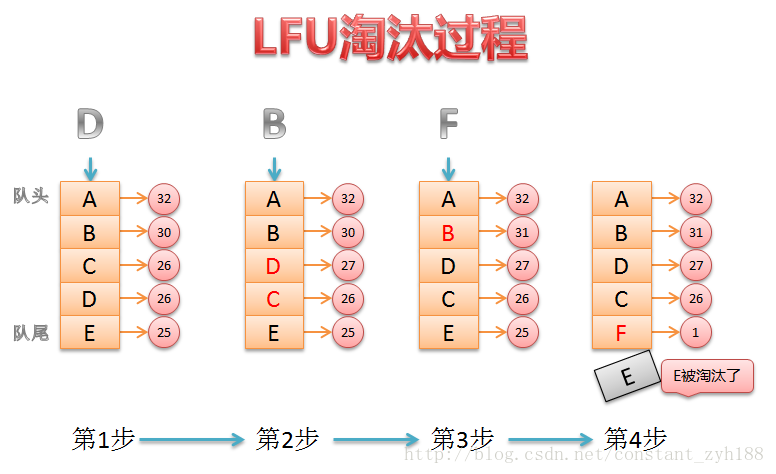 LFU淘汰过程
D B F
队头 A 32 A 32 A 32 A 32
B 30 B 30 B 31 B 31
C 26 D 27 D 27 D 27
D 26 C 26 C 26 C 26
队尾 E 25 E 25 E 25 F 1
E E被淘汰了
第1步 第2步 第3步 第4步
http://blog.csdn.net/constant_zyh188